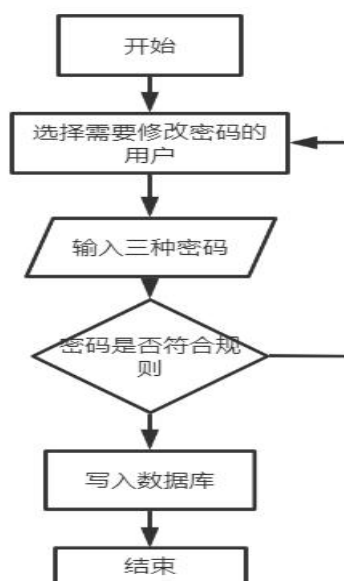 开始
选择需要修改密码的
用户
输入三种密码
密码是否符合规
则
写入数据库
结束